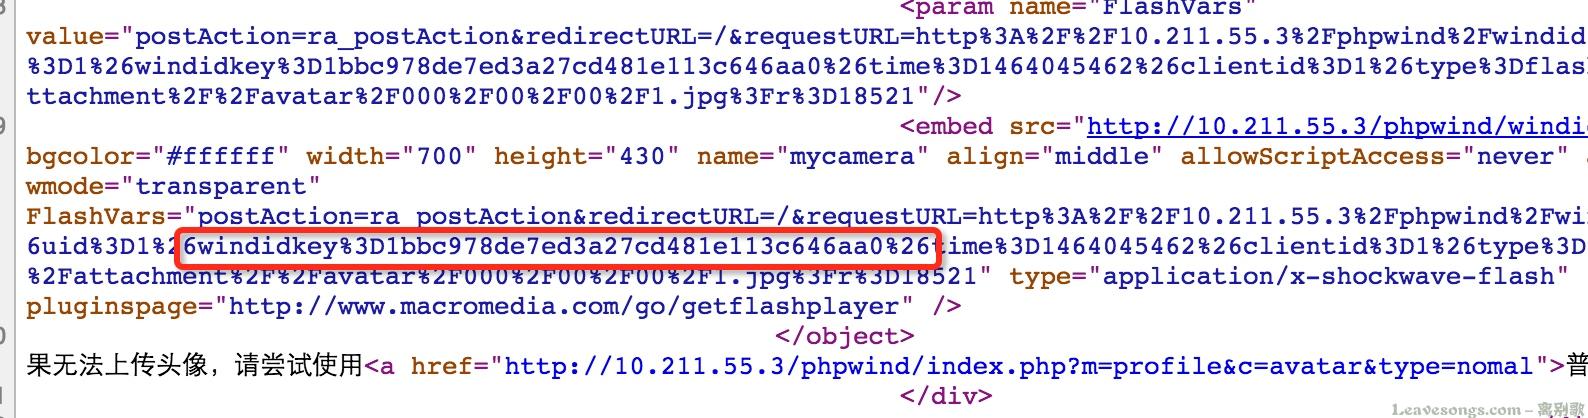 <param name="FlashVars"
value="postAction=ra_postAction&redirectURL=/&requestURL=http%3A%2F%2F10.211.55.3%2Fphpwind%2Fwindid
%3D1%26windidkey%3D1bbc978de7ed3a27cd481e113c646aa0%26time%3D1464045462%26clientid%3D1%26type%3Dflas
ttachment%2F%2Favatar%2F000%2F00%2F00%2F1.jpg%3Fr%3D18521"/>
9 <embed src="http://10.211.55.3/phpwind/windi
bgcolor="#ffffff" width="700" height="430" name="mycamera" align="middle" allowScriptAccess="never"
wmode="transparent"
FlashVars="postAction=ra_postAction&redirectURL=/&requestURL=http%3A%2F%2F10.211.55.3%2Fphpwind%2Fwi
6uid%3D1%26windidkey%3D1bbc978de7ed3a27cd481e113c646aa0%26time%3D1464045462%26clientid%3D1%26type%3D
%2Fattachment%2F%2Favatar%2F000%2F00%2F00%2F1.jpg%3Fr%3D18521" type="application/x-shockwave-flash"
pluginspage="http://www.macromedia.com/go/getflashplayer" />
0 </object>
果无法上传头像，请尝试使用<a href="http://10.211.55.3/phpwind/index.php?m=profile&c=avatar&type=nomal">普
1 </div>
Leavesongs.com - 离别歌